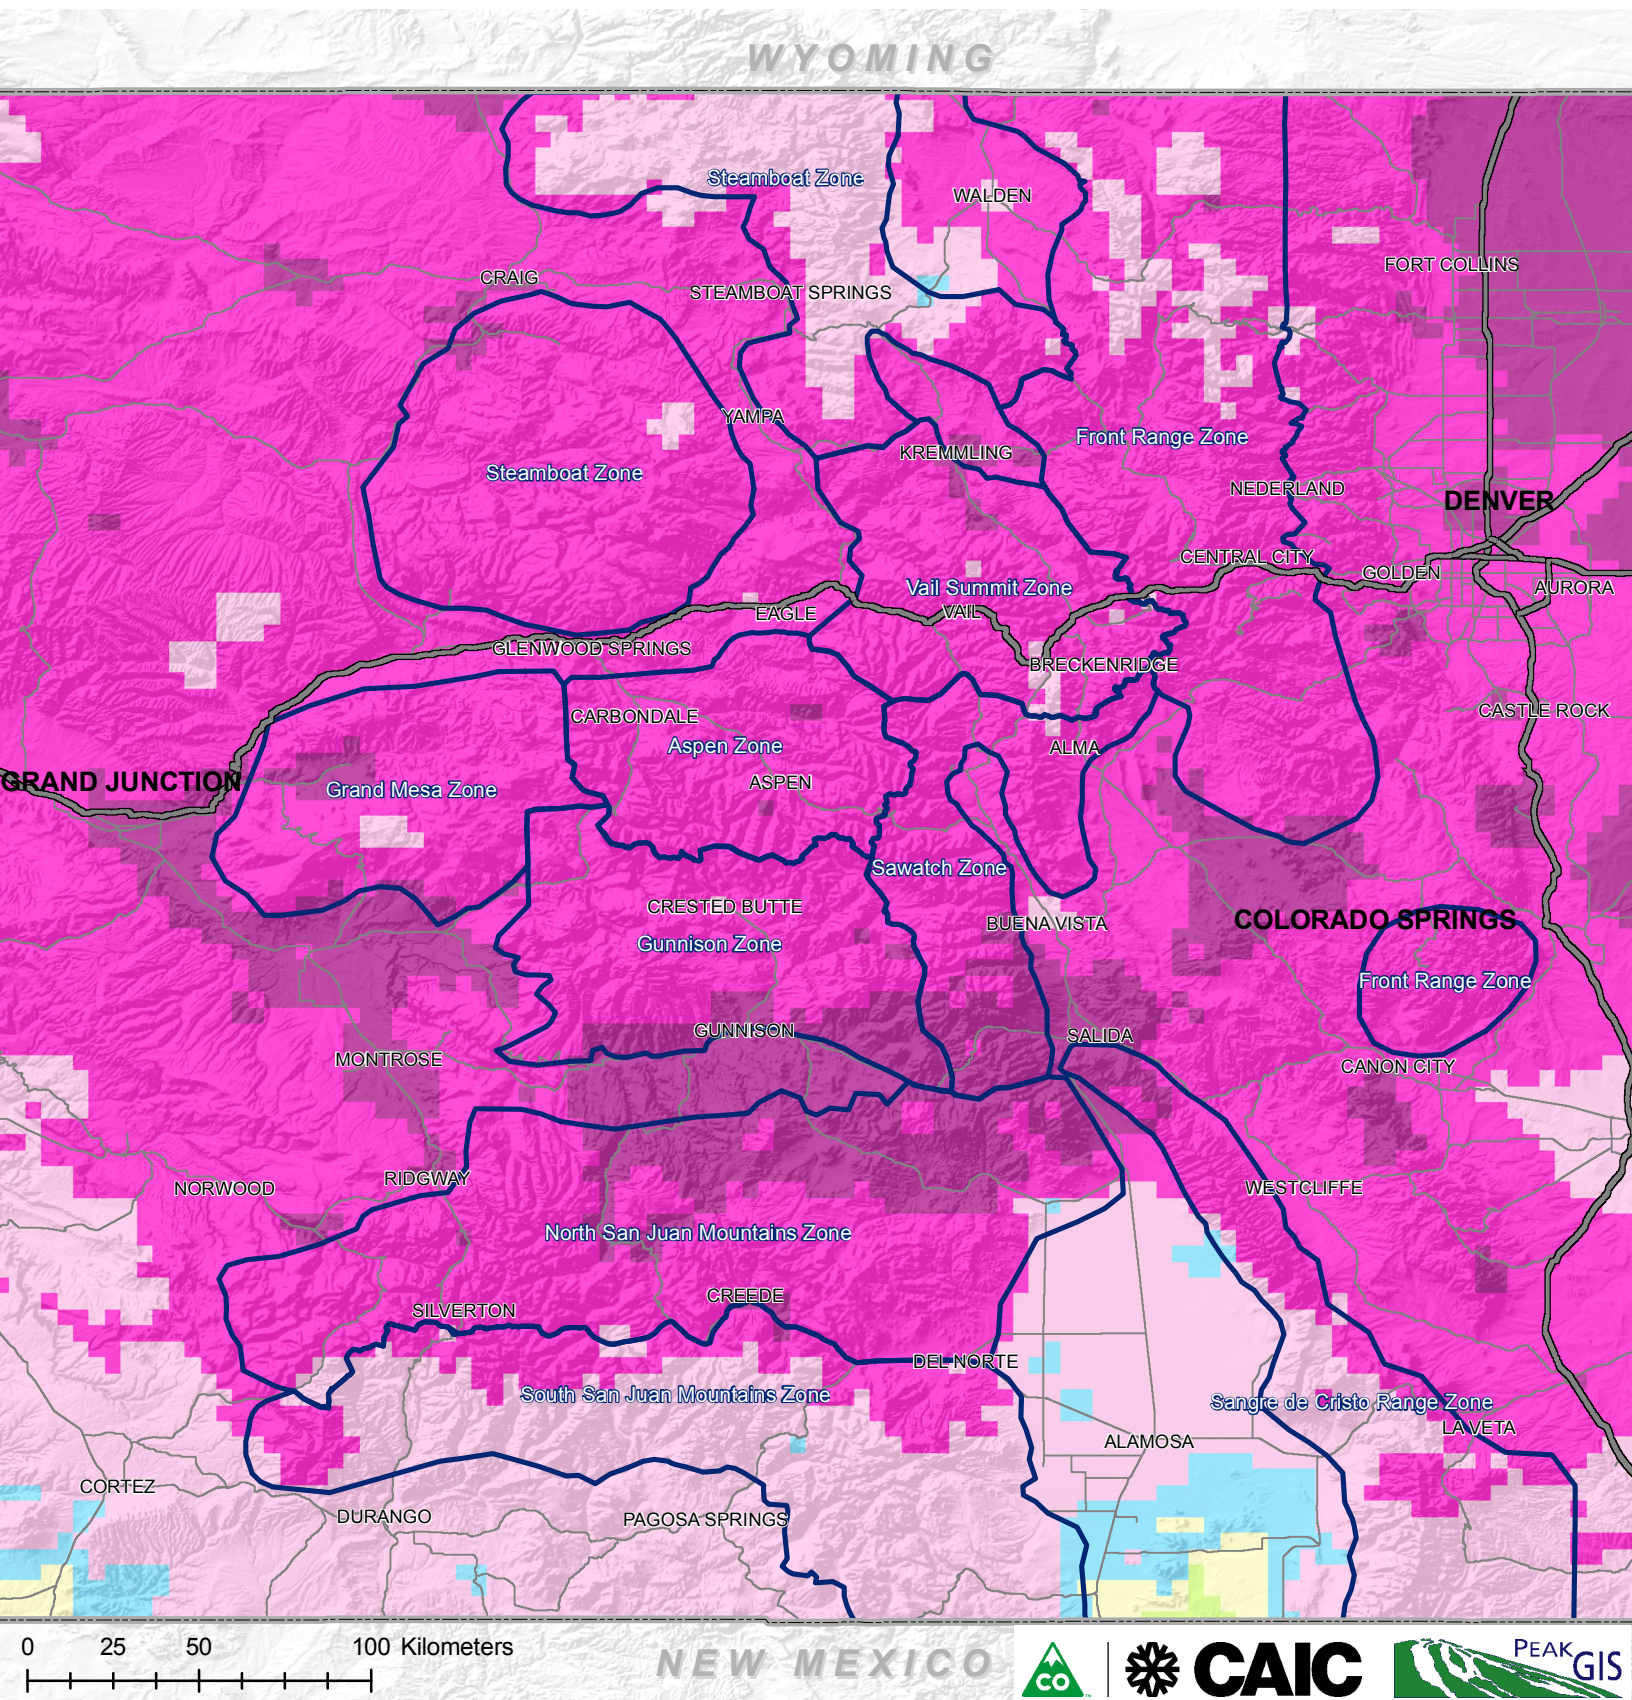 WYOMING
Steamboat Zone
WALDEN
FORT COLLINS
CRAIG
STEAMBOAT SPRINGS
YAMPA
Front Range Zone
KREMMLING
Steamboat Zone
NEDERLAND
DENVER
CENTRAL CITY
GOLDEN
AURORA
Vail Summit Zone
EAGLE
VAIL
GLENWOOD SPRINGS
BRECKENRIDGE
CARBONDALE
CASTLE ROCK
Aspen Zone
ALMA
GRAND JUNCTION
ASPEN
Grand Mesa Zone
Sawatch Zone
CRESTED BUTTE
BUENA VISTA
COLORADO SPRINGS
Gunnison Zone
Front Range Zone
GUNNISON
SALIDA
MONTROSE
CANON CITY
RIDGWAY
NORWOOD
WESTCLIFFE
North San Juan Mountains Zone
CREEDE
SILVERTON
DEL NORTE
South San Juan Mountains Zone
Sangre de Cristo Range Zone
LA VETA
ALAMOSA
CORTEZ
DURANGO
PAGOSA SPRINGS
0 25 50 100 Kilometers
NEW MEXICO
CO
CAIC
PEAK GIS